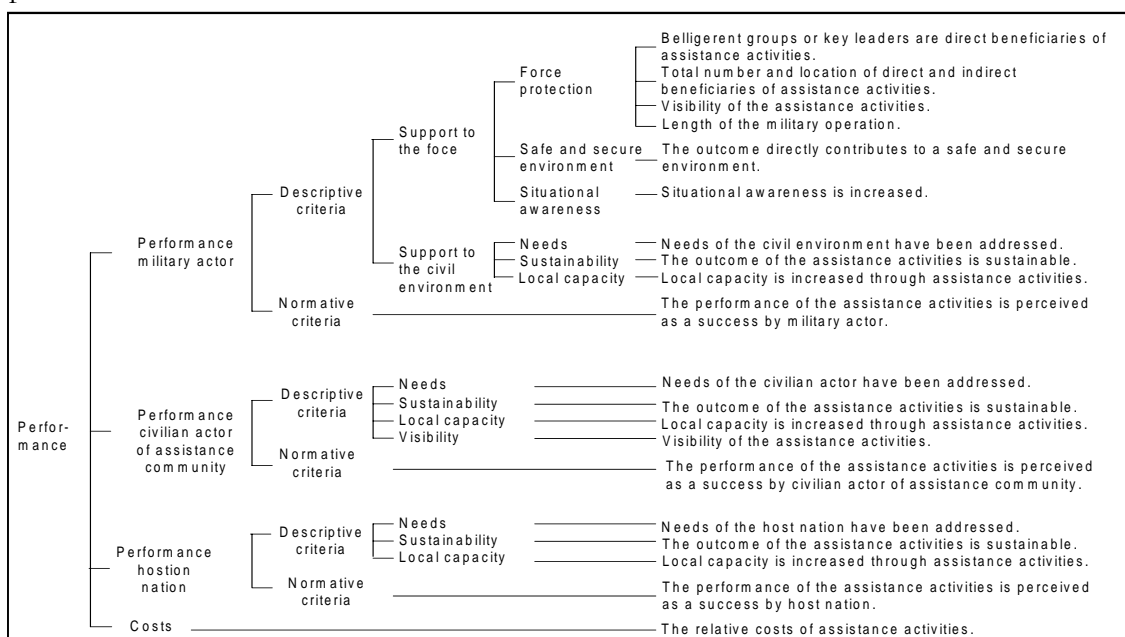 Belligerent groups or key leaders are direct beneficiaries of
assistance activities.
Force
protection
Total number and location of direct and indirect
beneficiaries of assistance activities.
Visibility of the assistance activities.
Length of the military operation.
Support to
the foce
Safe and secure
environment
The outcome directly contributes to a safe and secure
environment.
Descriptive
criteria
Situational
awareness
Situational awareness is increased.
Performance
military actor
Support to
the civil
environment
Needs
Needs of the civil environment have been addressed.
Sustainability
The outcome of the assistance activities is sustainable.
Local capacity
Local capacity is increased through assistance activities.
Normative
criteria
The performance of the assistance activities is perceived
as a success by military actor.
Perfor-
mance
Performance
civilian actor
of assistance
community
Descriptive
criteria
Needs
Needs of the civilian actor have been addressed.
Sustainability
The outcome of the assistance activities is sustainable.
Local capacity
Local capacity is increased through assistance activities.
Visibility
Visibility of the assistance activities.
Normative
criteria
The performance of the assistance activities is perceived
as a success by civilian actor of assistance community.
Performance
hostion
nation
Descriptive
criteria
Needs
Needs of the host nation have been addressed.
Sustainability
The outcome of the assistance activities is sustainable.
Local capacity
Local capacity is increased through assistance activities.
Normative
criteria
The performance of the assistance activities is perceived
as a success by host nation.
Costs
The relative costs of assistance activities.